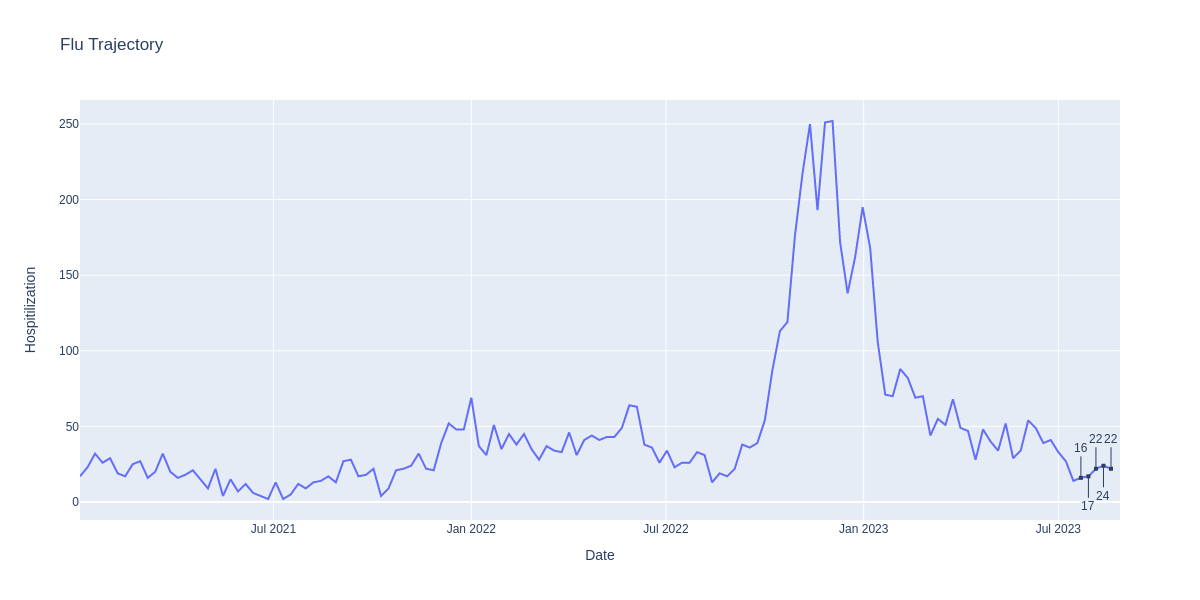 Flu Trajectory
Hospitilization
250
200
150
100
50
0
16
17
22
24
22
Jul 2021
Jan 2022
Jul 2022
Jan 2023
Jul 2023
Date